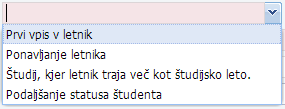 Prvi vpis v letnik
Ponavljanje letnika
Študij, kjer letnik traja več kot študijsko leto.
Podaljšanje statusa študenta